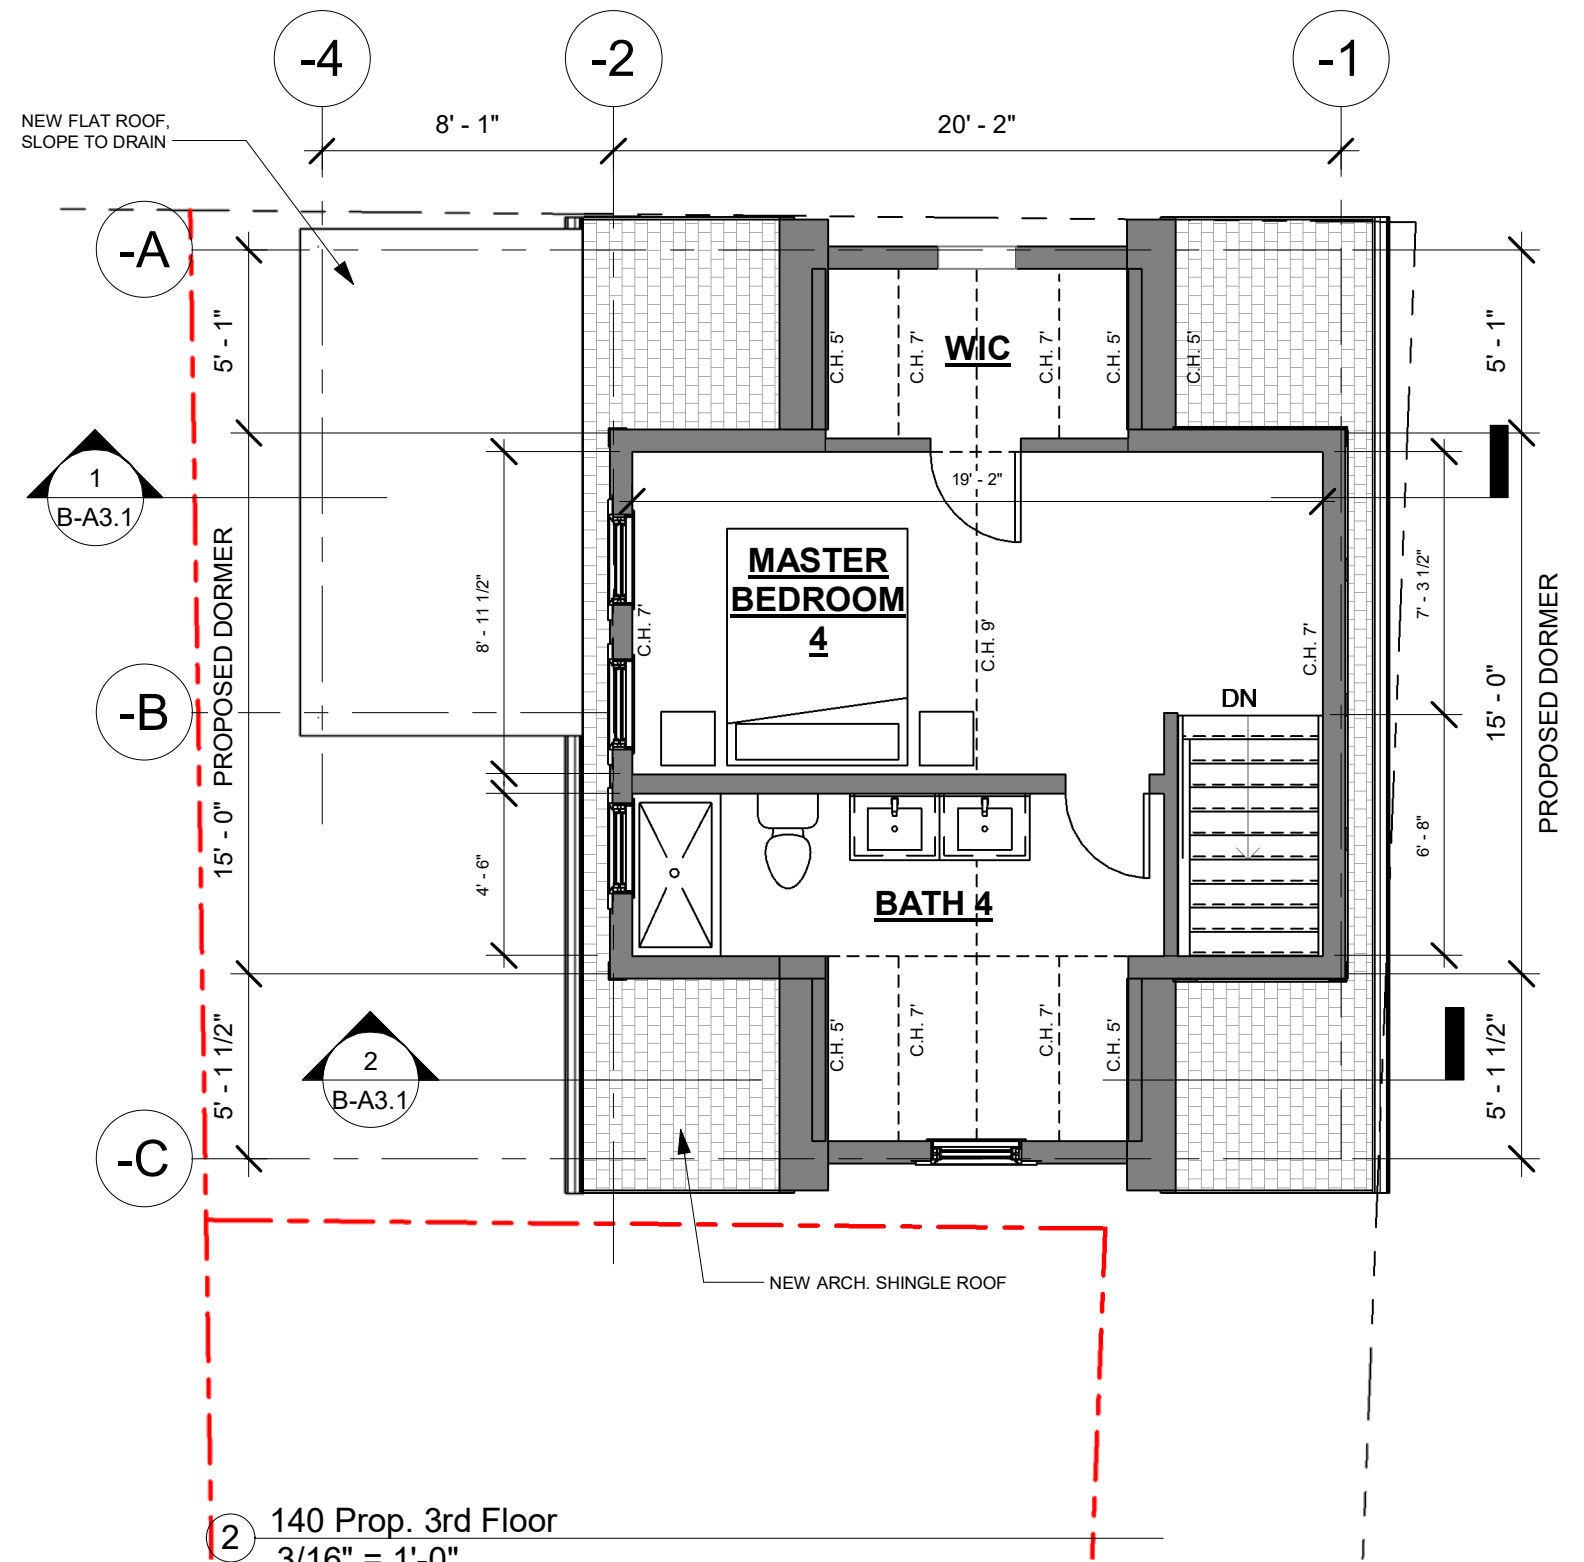 -4
-2
-1
NEW FLAT ROOF,
SLOPE TO DRAIN
8' - 1"
20' - 2"
-A
5' - 1"
5' - 1"
C.H. 5'
C.H. 7'
WIC
C.H. 7'
C.H. 5'
C.H. 5'
1
B-A3.1
19' - 2"
MASTER
BEDROOM
4
8' - 11 1/2"
C.H. 7'
C.H. 9'
C.H. 7'
7' - 3 1/2"
15' - 0" PROPOSED DORMER
15' - 0"
PROPOSED DORMER
-B
DN
4' - 6"
6' - 8"
BATH 4
5' - 1 1/2"
2
B-A3.1
C.H. 5'
C.H. 7'
C.H. 7'
C.H. 5'
5' - 1 1/2"
-C
NEW ARCH. SHINGLE ROOF
2
140 Prop. 3rd Floor
3/16" = 1'-0"